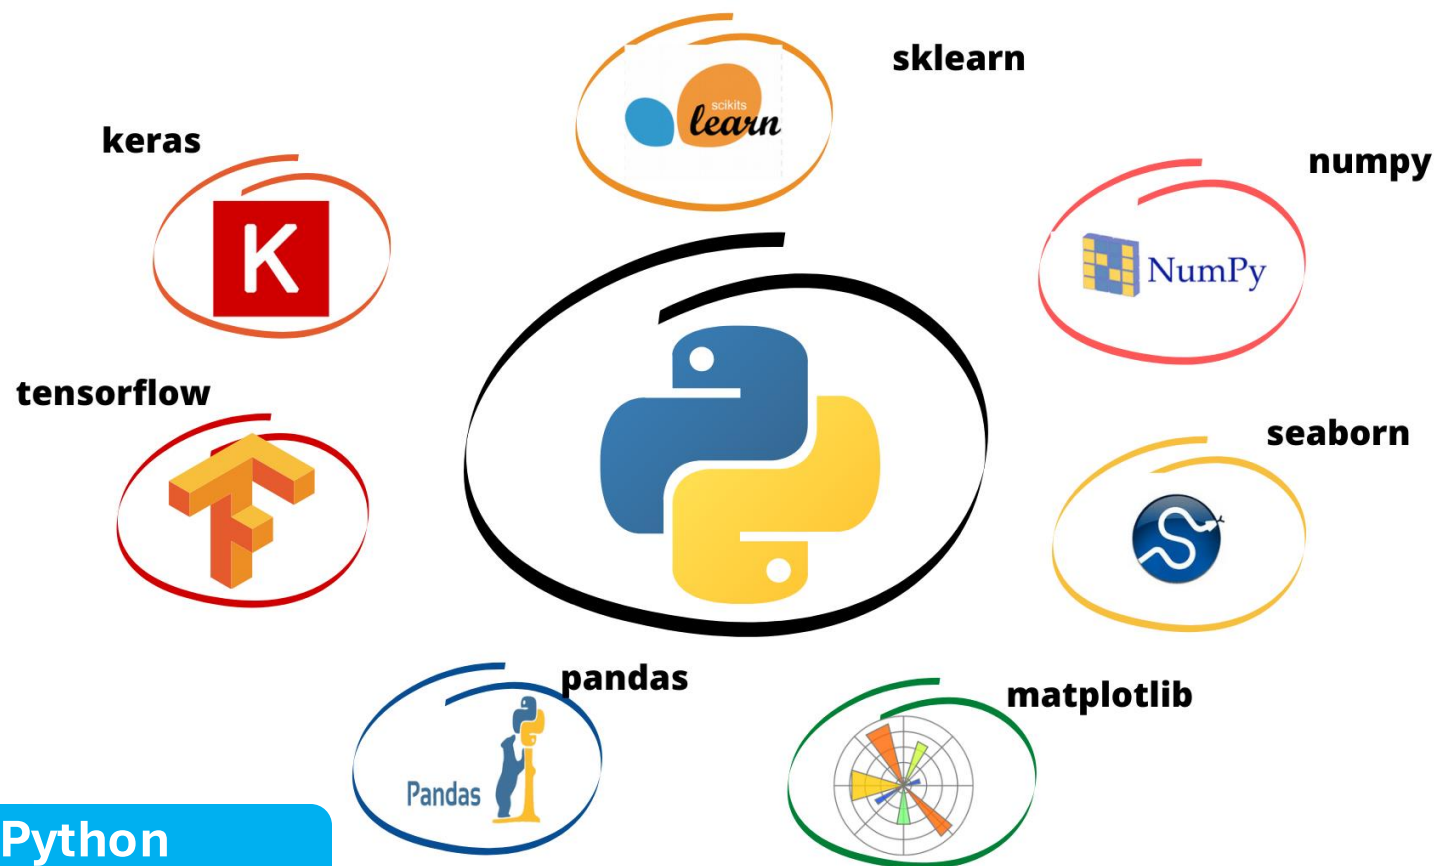 sklearn
scikits
learn
keras
K
numpy
NumPy
tensorflow
seaborn
pandas
Pandas
matplotlib
Python